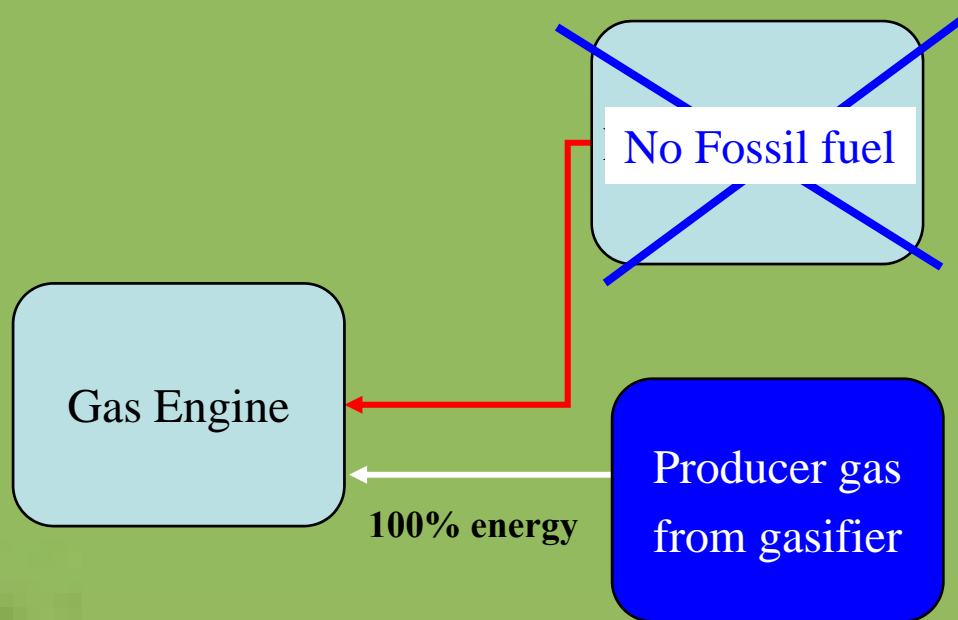 No Fossil fuel
Gas Engine
Producer gas
from gasifier
100% energy